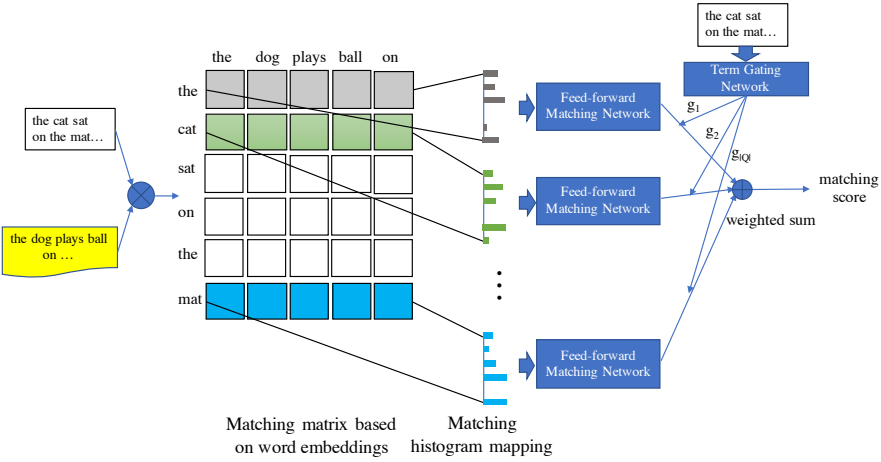 the cat sat
on the mat…
Term Gating
Network
the dog plays ball on
the
cat
sat
on
the
mat
the cat sat
on the mat…
the dog plays ball
on …
Feed-forward
Matching Network
Feed-forward
Matching Network
Feed-forward
Matching Network
g1
g2
g|Q|
weighted sum
matching
score
Matching matrix based
on word embeddings
Matching
histogram mapping